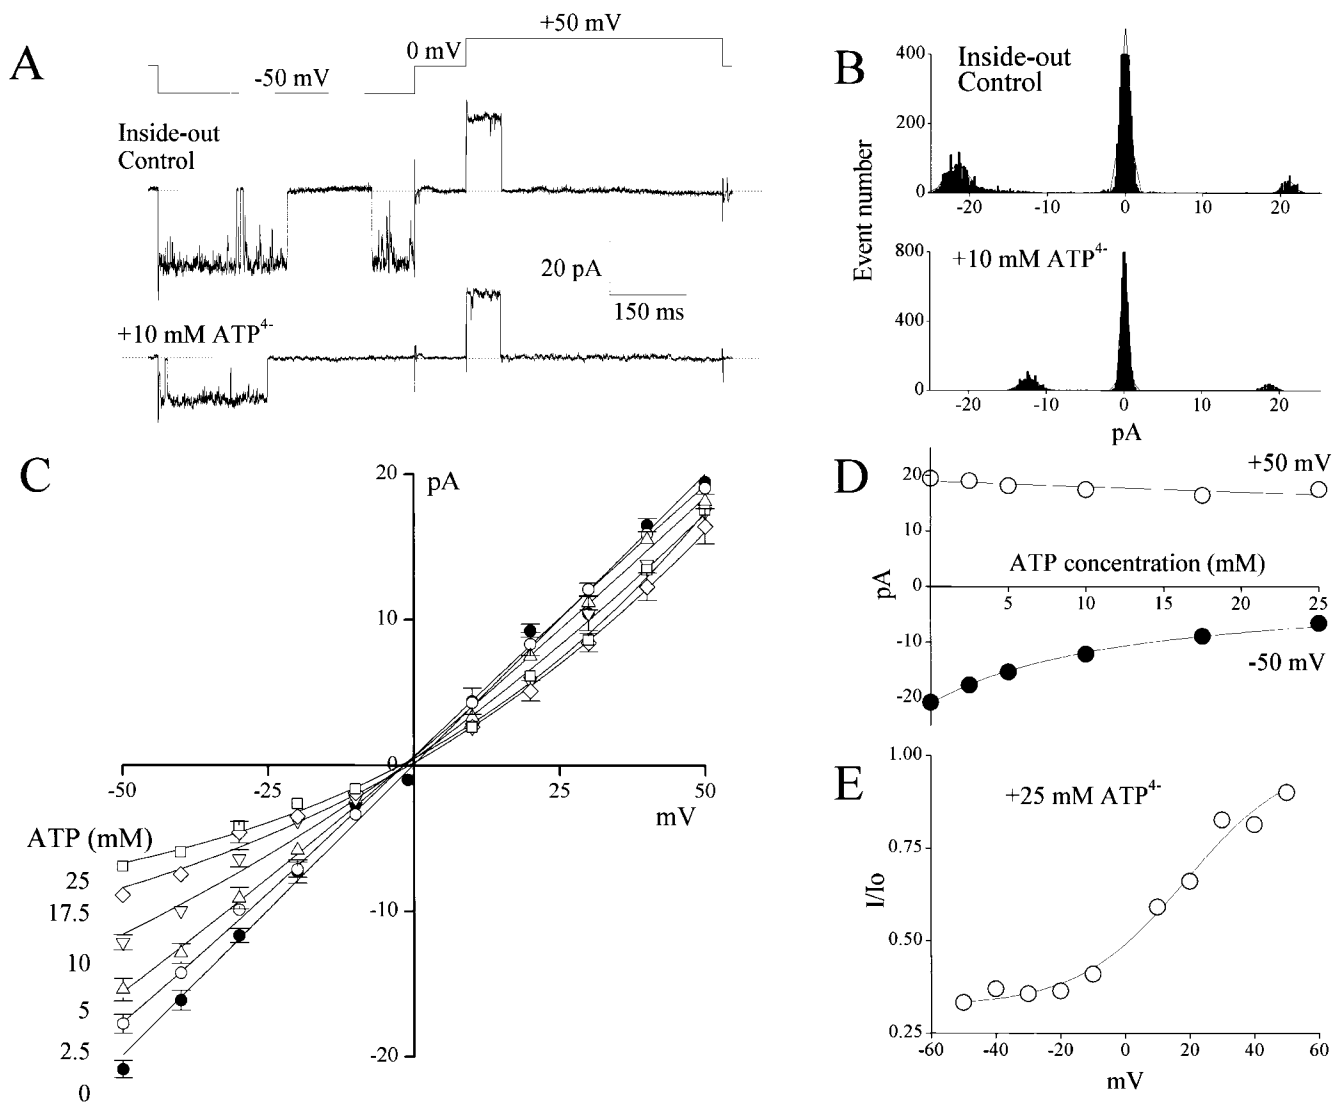 A
+50 mV
0 mV
-50 mV
Inside-out
Control
20 pA
150 ms
+10 mM ATP4-
B
Inside-out
Control
400
200
0
-20
-10
0
10
20
+10 mM ATP4-
800
400
0
-20
-10
0
10
20
Event number
pA
C
20
pA
10
0
-50
-25
25
50
mV
-10
-20
ATP (mM)
25
17.5
10
5
2.5
0
D
20
+50 mV
10
ATP concentration (mM)
0
5
10
15
20
25
-10
-50 mV
-20
pA
E
1.00
+25 mM ATP4-
0.75
0.50
0.25
I/Io
-60
-40
-20
0
20
40
60
mV